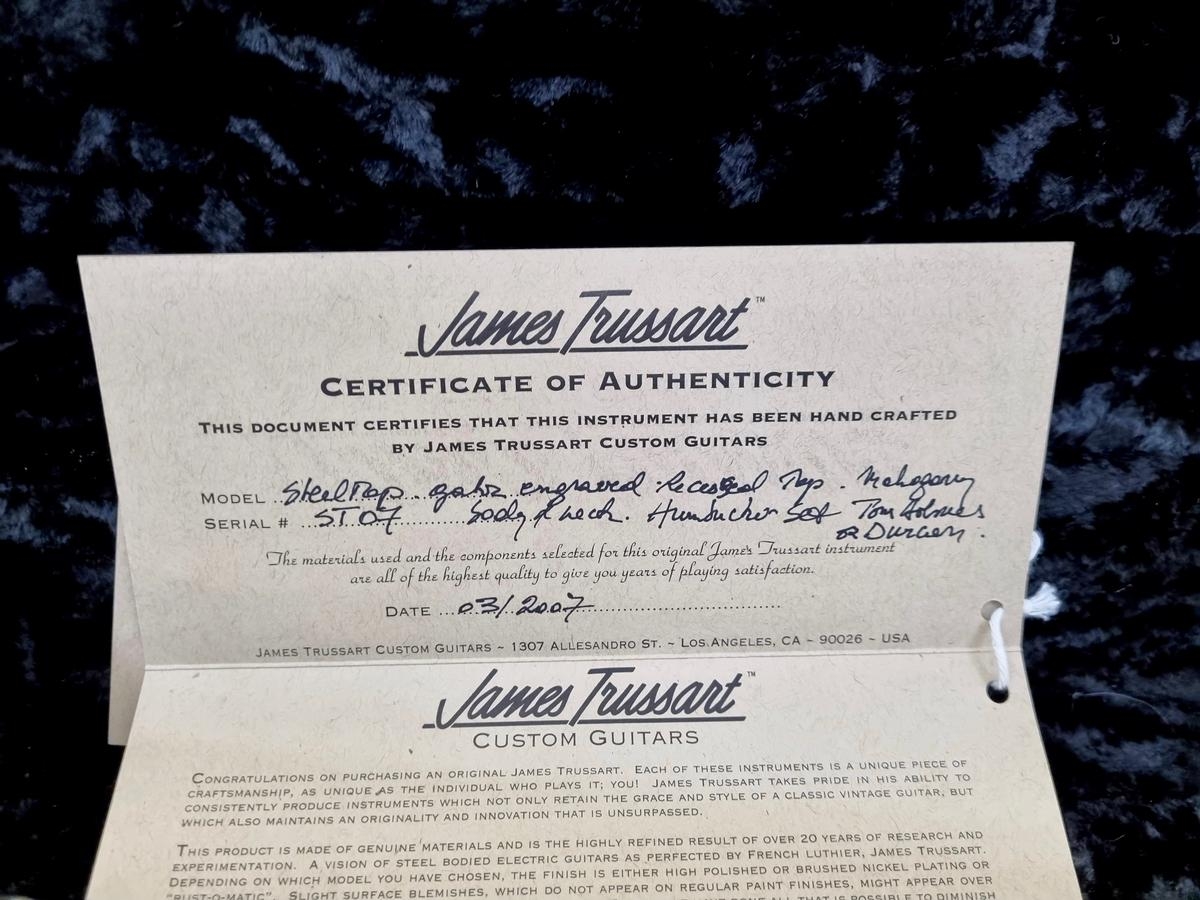 James Trussart™
CERTIFICATE OF AUTHENTICITY
THIS DOCUMENT CERTIFIES THAT THIS INSTRUMENT HAS BEEN HAND CRAFTED
BY JAMES TRUSSART CUSTOM GUITARS
MODEL SteelTop. gator engraved recessed Top. Mahogany
SERIAL # ST07 body & neck. Humbucker Set Tom Holmes
The materials used and the components selected for this original James Trussart instrument
are all of the highest quality to give you years of playing satisfaction.
DATE 03/2007
JAMES TRUSSART CUSTOM GUITARS ~ 1307 ALLESANDRO ST. ~ LOS ANGELES, CA ~ 90026 ~ USA
James Trussart™
CUSTOM GUITARS
CONGRATULATIONS ON PURCHASING AN ORIGINAL JAMES TRUSSART. EACH OF THESE INSTRUMENTS IS A UNIQUE PIECE OF
CRAFTSMANSHIP, AS UNIQUE AS THE INDIVIDUAL WHO PLAYS IT; YOU! JAMES TRUSSART TAKES PRIDE IN HIS ABILITY TO
CONSISTENTLY PRODUCE INSTRUMENTS WHICH NOT ONLY RETAIN THE GRACE AND STYLE OF A CLASSIC VINTAGE GUITAR, BUT
WHICH ALSO MAINTAINS AN ORIGINALITY AND INNOVATION THAT IS UNSURPASSED.
THIS PRODUCT IS MADE OF GENUINE MATERIALS AND IS THE HIGHLY REFINED RESULT OF OVER 20 YEARS OF RESEARCH AND
EXPERIMENTATION. A VISION OF STEEL BODIED ELECTRIC GUITARS AS PERFECTED BY FRENCH LUTHIER, JAMES TRUSSART.
DEPENDING ON WHICH MODEL YOU HAVE CHOSEN, THE FINISH IS EITHER HIGH POLISHED OR BRUSHED NICKEL PLATING OR
"RUST-O-MATIC". SLIGHT SURFACE BLEMISHES, WHICH DO NOT APPEAR ON REGULAR PAINT FINISHES, MIGHT APPEAR OVER